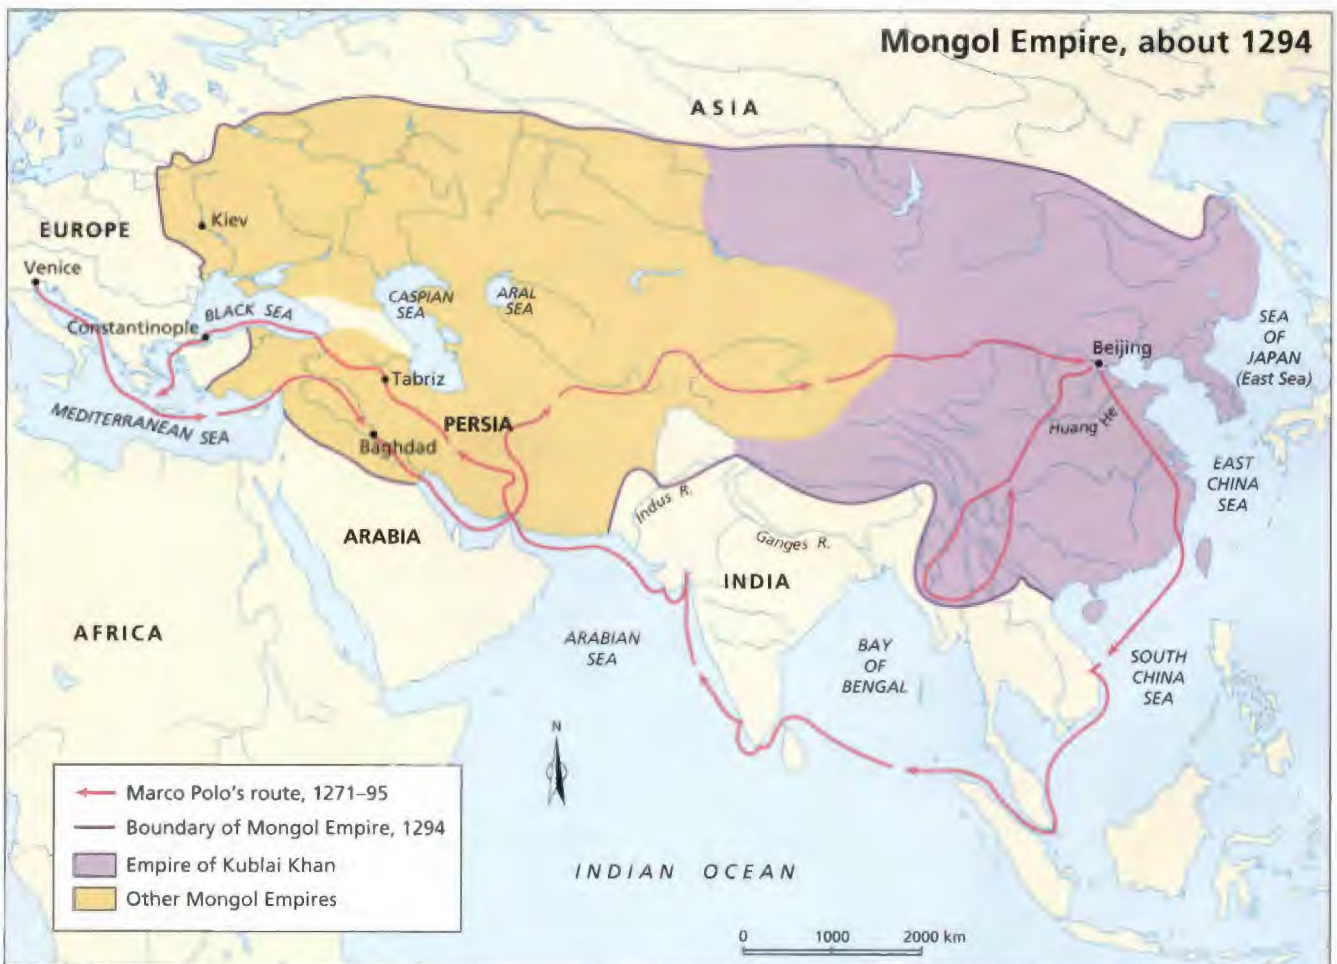 Mongol Empire, about 1294
ASIA
EUROPE
Kiev
Venice
BLACK SEA
CASPIAN
SEA
ARAL
SEA
Constantinople
SEA
OF
JAPAN
(East Sea)
Beijing
Tabriz
MEDITERRANEAN SEA
PERSIA
Baghdad
Huang He
EAST
CHINA
SEA
Indus R.
Ganges R.
ARABIA
INDIA
AFRICA
ARABIAN
SEA
BAY
OF
BENGAL
SOUTH
CHINA
SEA
N
Marco Polo's route, 1271–95
Boundary of Mongol Empire, 1294
Empire of Kublai Khan
Other Mongol Empires
INDIAN OCEAN
0 1000 2000 km